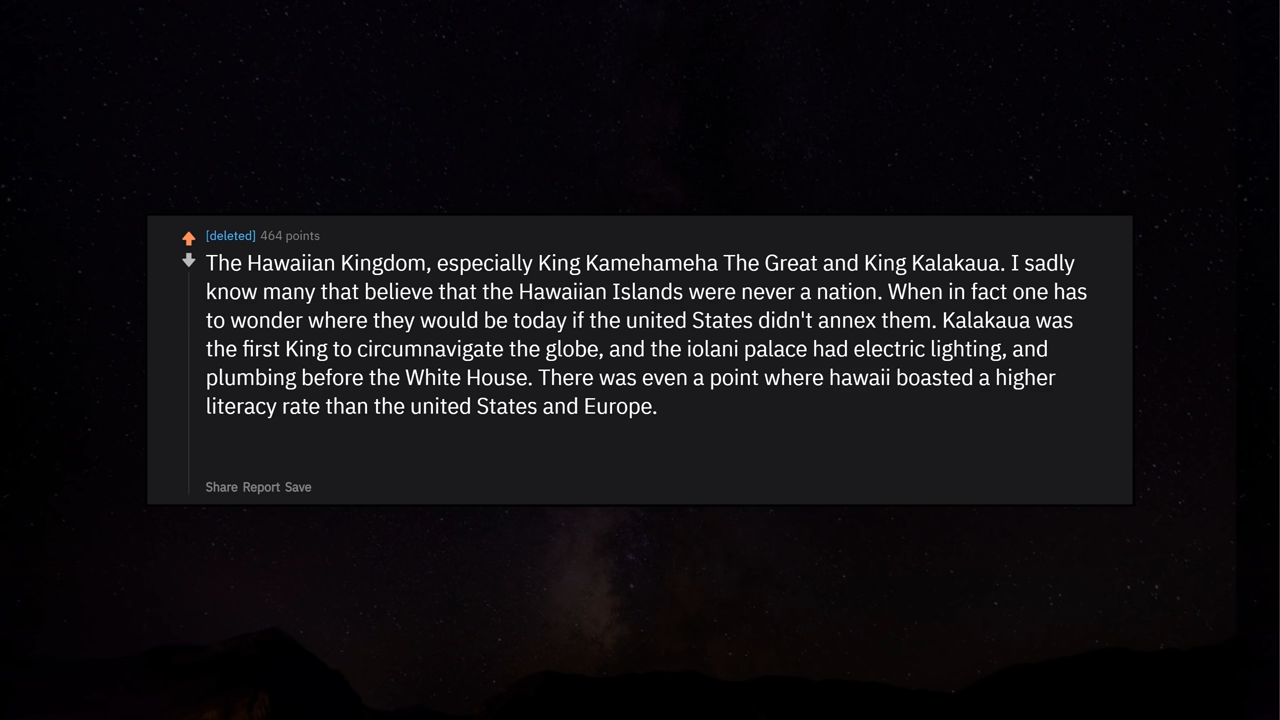 [deleted] 464 points
The Hawaiian Kingdom, especially King Kamehameha The Great and King Kalakaua. I sadly
know many that believe that the Hawaiian Islands were never a nation. When in fact one has
to wonder where they would be today if the united States didn't annex them. Kalakaua was
the first King to circumnavigate the globe, and the iolani palace had electric lighting, and
plumbing before the White House. There was even a point where hawaii boasted a higher
literacy rate than the united States and Europe.
Share Report Save